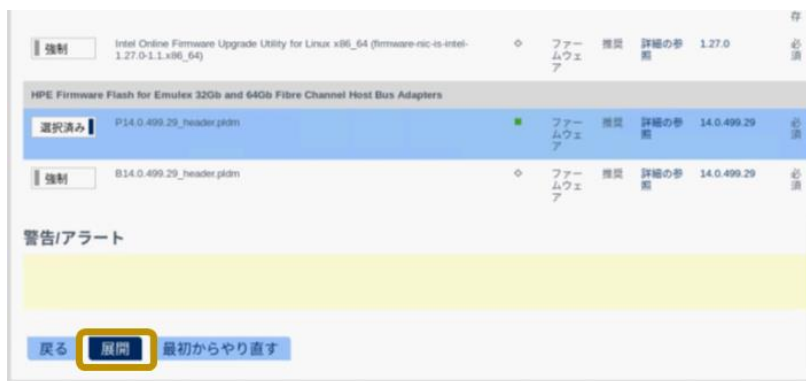 存
強制
Intel Online Firmware Upgrade Utility for Linux x86_64 (firmware-nic-is-intel-
1.27.0-1.1.x86_64)
ファー
ムウェ
ア
推奨
詳細の参
照
1.27.0
必
須
HPE Firmware Flash for Emulex 32Gb and 64Gb Fibre Channel Host Bus Adapters
選択済み
P14.0.499.29_header.pldm
ファー
ムウェ
ア
推奨
詳細の参
照
14.0.499.29
必
須
強制
B14.0.499.29_header.pldm
ファー
ムウェ
ア
推奨
詳細の参
照
14.0.499.29
必
須
警告/アラート
戻る
展開
最初からやり直す